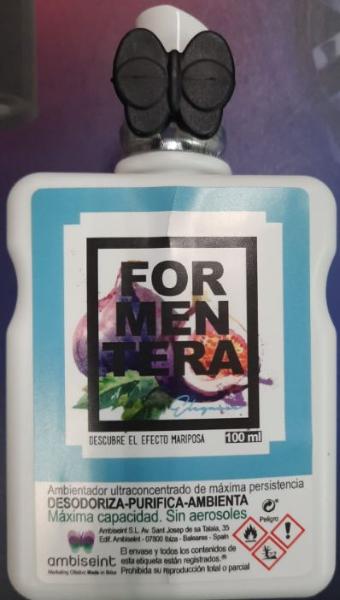 FOR
MEN
TERA
Elegance
DESCUBRE EL EFECTO MARIPOSA 100 ml
Ambientador ultraconcentrado de máxima persistencia
DESODORIZA-PURIFICA-AMBIENTA
Máxima capacidad. Sin aerosoles
Peligro
Ambiseint S.L. Av. Sant Josep de sa Talaia, 35
Edif. Ambiseint - 07800 Ibiza - Baleares - Spain
El envase y todos los contenidos de
esta etiqueta están registrados.®
Prohibida su reproducción total o parcial
ambiseint
Marketing Olfativo Made in Ibiza